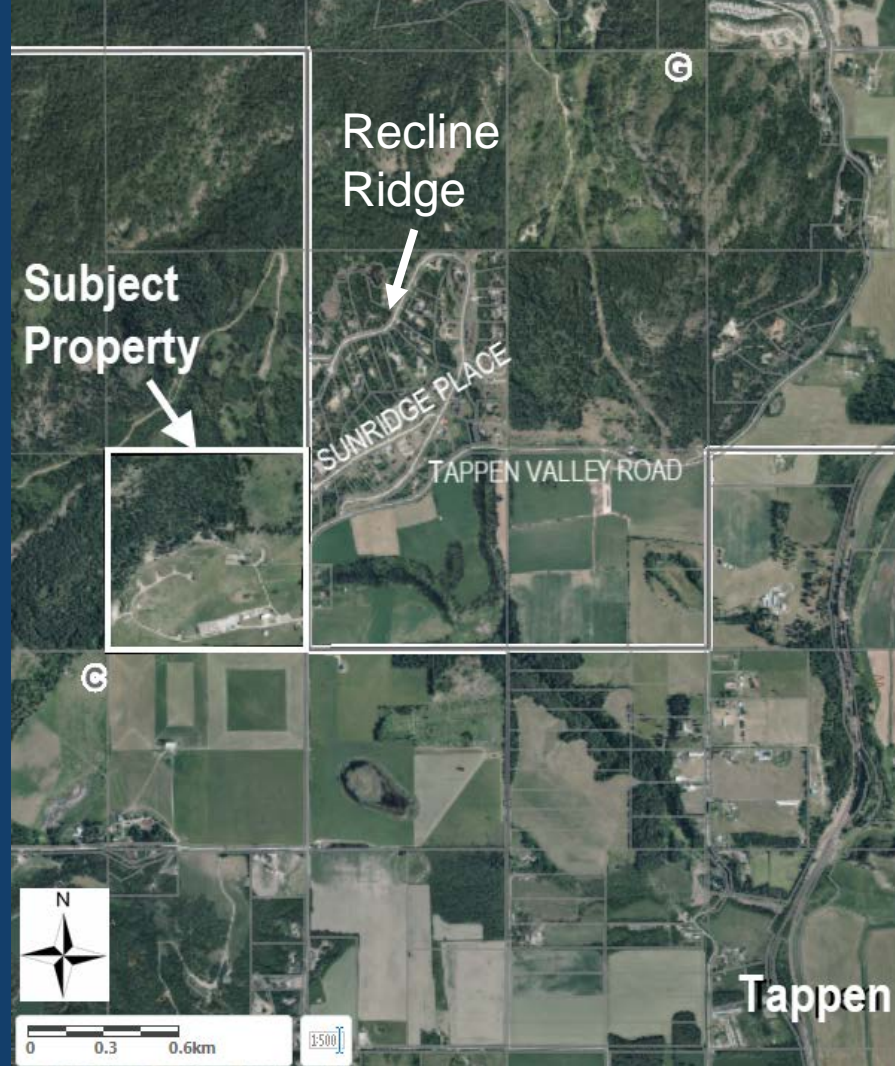 G
Recline
Ridge
Subject
Property
SUNRIDGE PLACE
TAPPEN VALLEY ROAD
C
N
0 0.3 0.6km
1:500
Tappen